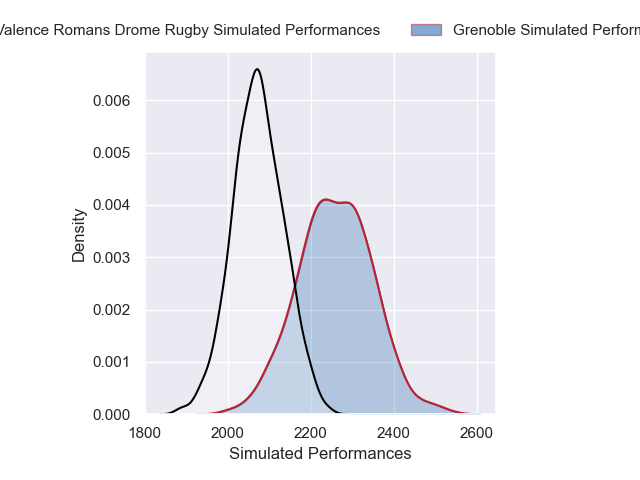 Valence Romans Drome Rugby Simulated Performances Grenoble Simulated Perform
0.006
0.005
0.004
0.003
0.002
0.001
0.000
Density
1800 2000 2200 2400 2600
Simulated Performances